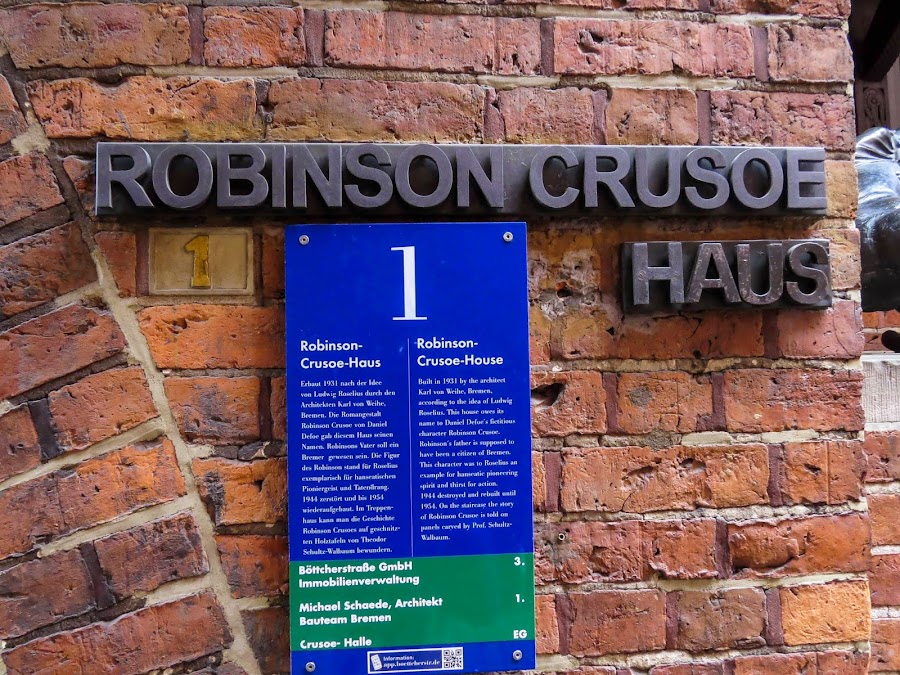 ROBINSON CRUSOE
HAUS
1
1
Robinson-
Crusoe-Haus
Erbaut 1931 nach der Idee
von Ludwig Roselius durch den
Architekten Karl von Weihe,
Bremen. Die Romangestalt
Robinson Crusoe von Daniel
Defoe gab diesem Haus seinen
Namen. Robinsons Vater soll ein
Bremer gewesen sein. Die Figur
des Robinson stand für Roselius
exemplarisch für hanseatischen
Pioniergeist und Tatendrang.
1944 zerstört und bis 1954
wiederaufgebaut. Im Treppen-
haus kann man die Geschichte
Robinson Crusoes auf geschnitz-
ten Holztafeln von Theodor
Schultz-Walbaum bewundern.
Robinson-
Crusoe-House
Built in 1931 by the architect
Karl von Weihe, Bremen,
according to the idea of Ludwig
Roselius. This house owes its
name to Daniel Defoe's fictitious
character Robinson Crusoe.
Robinson's father is supposed to
have been a citizen of Bremen.
This character was to Roselius an
example for hanseatic pioneering
spirit and thirst for action.
1944 destroyed and rebuilt until
1954. On the staircase the story
of Robinson Crusoe is told on
panels carved by Prof. Schultz-
Walbaum.
Böttcherstraße GmbH 3.
Immobilienverwaltung
Michael Schaede, Architekt 1.
Bauteam Bremen
Crusoe- Halle EG
Information:
app.boettcherstr.de